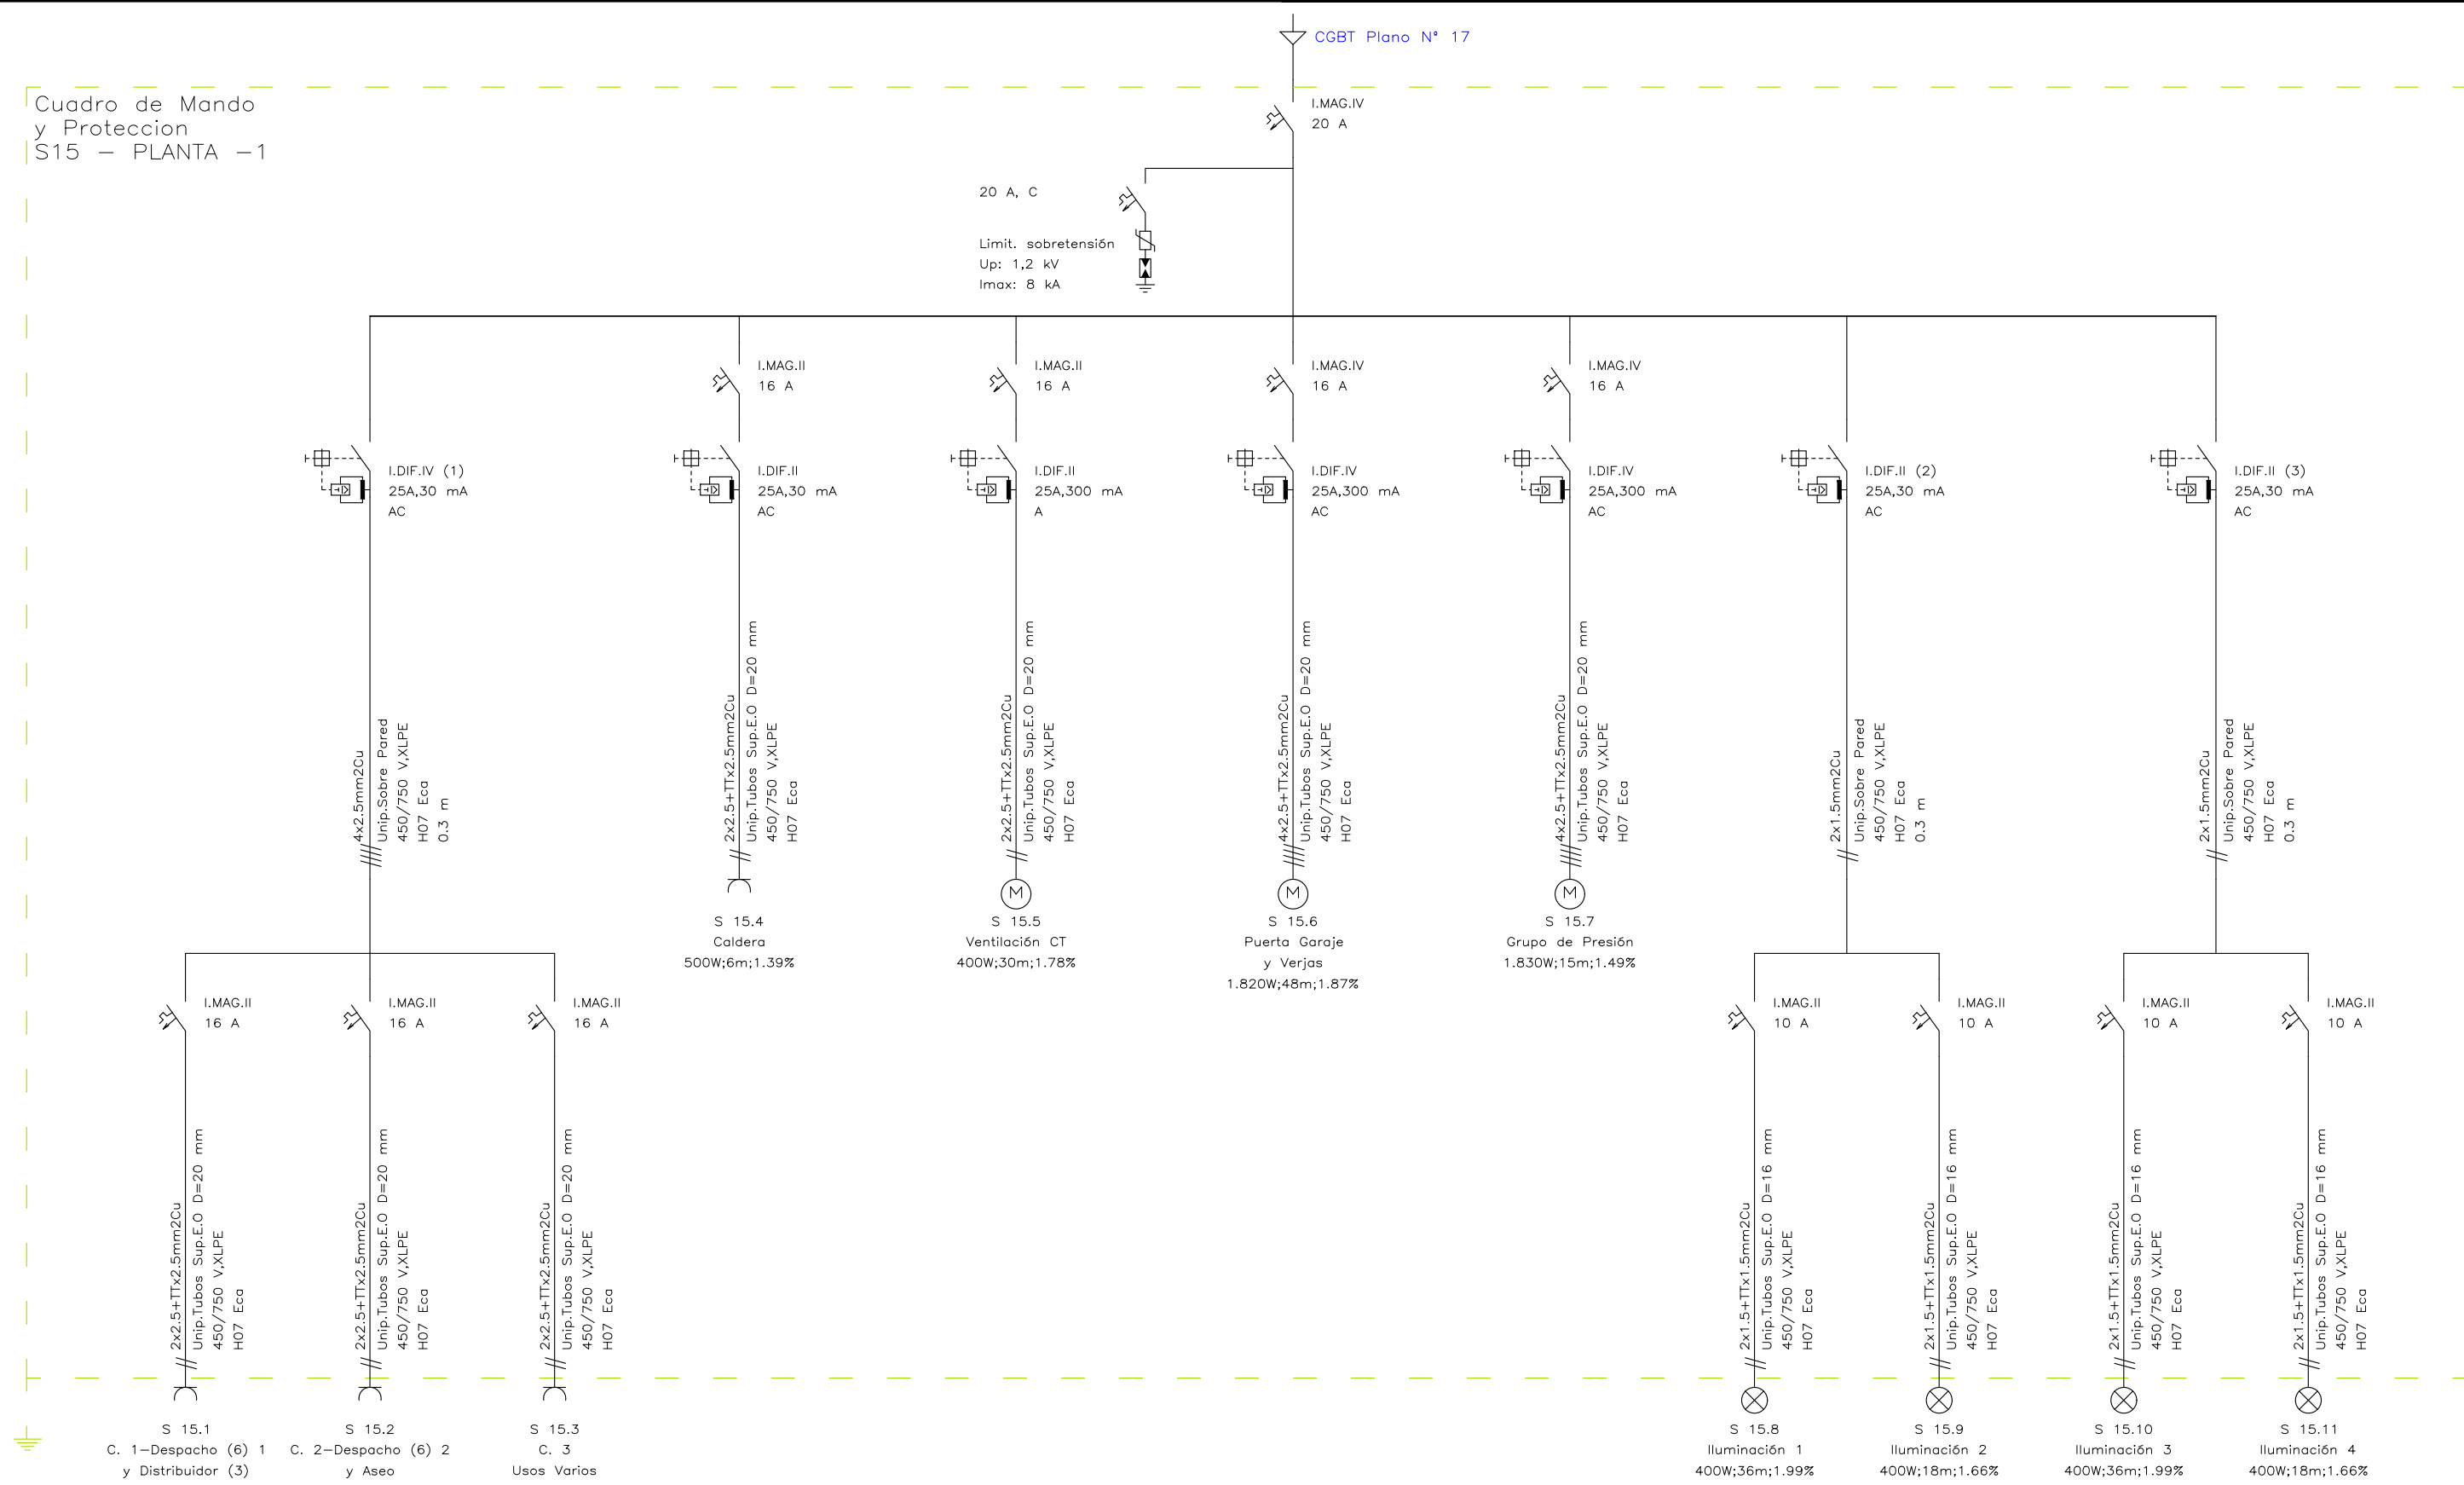 CGBT Plano Nº 17
Cuadro de Mando
y Proteccion
S15 - PLANTA -1
I.MAG.IV
20 A
20 A, C
Limit. sobretensión
Up: 1,2 kV
Imax: 8 kA
I.MAG.II
16 A
I.MAG.II
16 A
I.MAG.IV
16 A
I.MAG.IV
16 A
I.DIF.IV (1)
25A,30 mA
AC
I.DIF.II
25A,30 mA
AC
I.DIF.II
25A,300 mA
A
I.DIF.IV
25A,300 mA
AC
I.DIF.IV
25A,300 mA
AC
I.DIF.II (2)
25A,30 mA
AC
I.DIF.II (3)
25A,30 mA
AC
4x2.5mm2Cu
Unip.Sobre Pared
450/750 V,XLPE
H07 Eca
0.3 m
2x2.5+TTx2.5mm2Cu
Unip.Tubos Sup.E.O D=20 mm
450/750 V,XLPE
H07 Eca
2x2.5+TTx2.5mm2Cu
Unip.Tubos Sup.E.O D=20 mm
450/750 V,XLPE
H07 Eca
4x2.5+TTx2.5mm2Cu
Unip.Tubos Sup.E.O D=20 mm
450/750 V,XLPE
H07 Eca
4x2.5+TTx2.5mm2Cu
Unip.Tubos Sup.E.O D=20 mm
450/750 V,XLPE
H07 Eca
2x1.5mm2Cu
Unip.Sobre Pared
450/750 V,XLPE
H07 Eca
0.3 m
2x1.5mm2Cu
Unip.Sobre Pared
450/750 V,XLPE
H07 Eca
0.3 m
S 15.4
Caldera
500W;6m;1.39%
M
S 15.5
Ventilación CT
400W;30m;1.78%
M
S 15.6
Puerta Garaje
y Verjas
1.820W;48m;1.87%
M
S 15.7
Grupo de Presión
1.830W;15m;1.49%
I.MAG.II
16 A
I.MAG.II
16 A
I.MAG.II
16 A
I.MAG.II
10 A
I.MAG.II
10 A
I.MAG.II
10 A
I.MAG.II
10 A
2x2.5+TTx2.5mm2Cu
Unip.Tubos Sup.E.O D=20 mm
450/750 V,XLPE
H07 Eca
2x2.5+TTx2.5mm2Cu
Unip.Tubos Sup.E.O D=20 mm
450/750 V,XLPE
H07 Eca
2x2.5+TTx2.5mm2Cu
Unip.Tubos Sup.E.O D=20 mm
450/750 V,XLPE
H07 Eca
2x1.5+TTx1.5mm2Cu
Unip.Tubos Sup.E.O D=16 mm
450/750 V,XLPE
H07 Eca
2x1.5+TTx1.5mm2Cu
Unip.Tubos Sup.E.O D=16 mm
450/750 V,XLPE
H07 Eca
2x1.5+TTx1.5mm2Cu
Unip.Tubos Sup.E.O D=16 mm
450/750 V,XLPE
H07 Eca
2x1.5+TTx1.5mm2Cu
Unip.Tubos Sup.E.O D=16 mm
450/750 V,XLPE
H07 Eca
S 15.1
C. 1-Despacho (6) 1
y Distribuidor (3)
S 15.2
C. 2-Despacho (6) 2
y Aseo
S 15.3
C. 3
Usos Varios
S 15.8
Iluminación 1
400W;36m;1.99%
S 15.9
Iluminación 2
400W;18m;1.66%
S 15.10
Iluminación 3
400W;36m;1.99%
S 15.11
Iluminación 4
400W;18m;1.66%